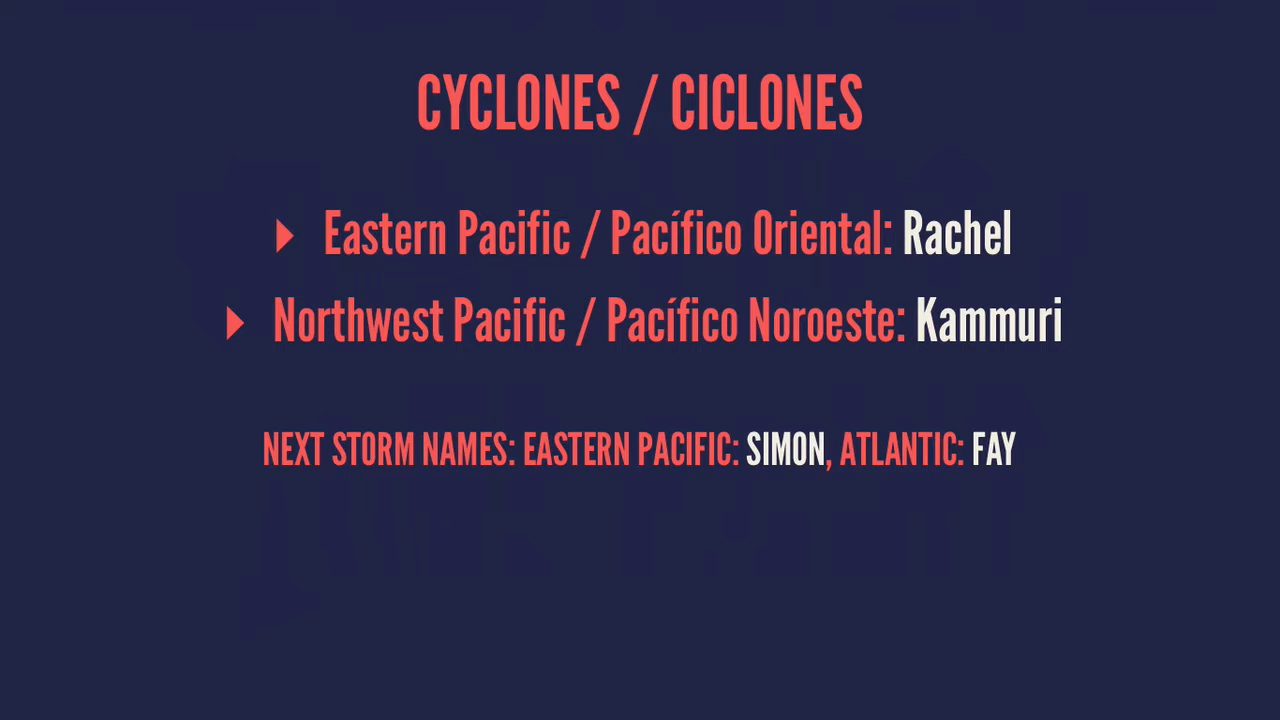 CYCLONES / CICLONES
Eastern Pacific / Pacífico Oriental: Rachel
Northwest Pacific / Pacífico Noroeste: Kammuri
NEXT STORM NAMES: EASTERN PACIFIC: SIMON, ATLANTIC: FAY